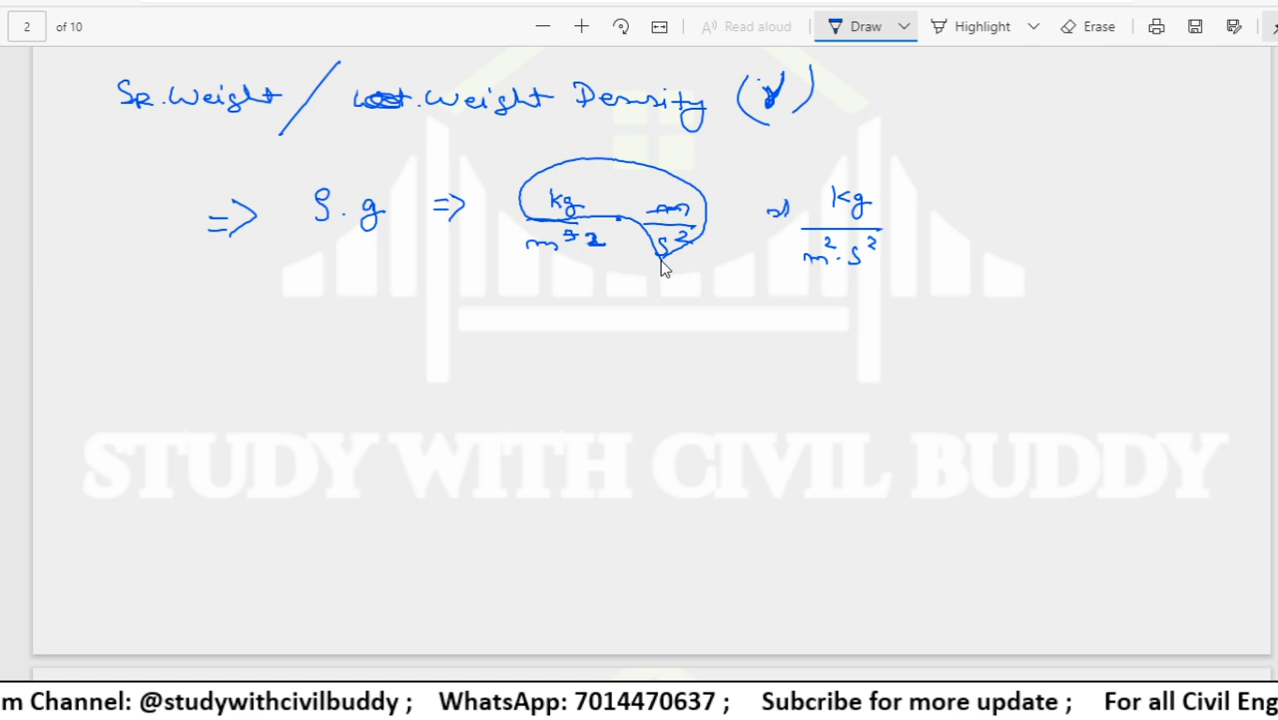 2 of 10 Read aloud Draw Highlight Erase
Sp. Weight / Weight Density (γ)
=> ρ.g => kg/m³ 2 . m/s² => kg/m².s²
STUDY WITH CIVIL BUDDY
m Channel: @studywithcivilbuddy ; WhatsApp: 7014470637 ; Subcribe for more update ; For all Civil Eng